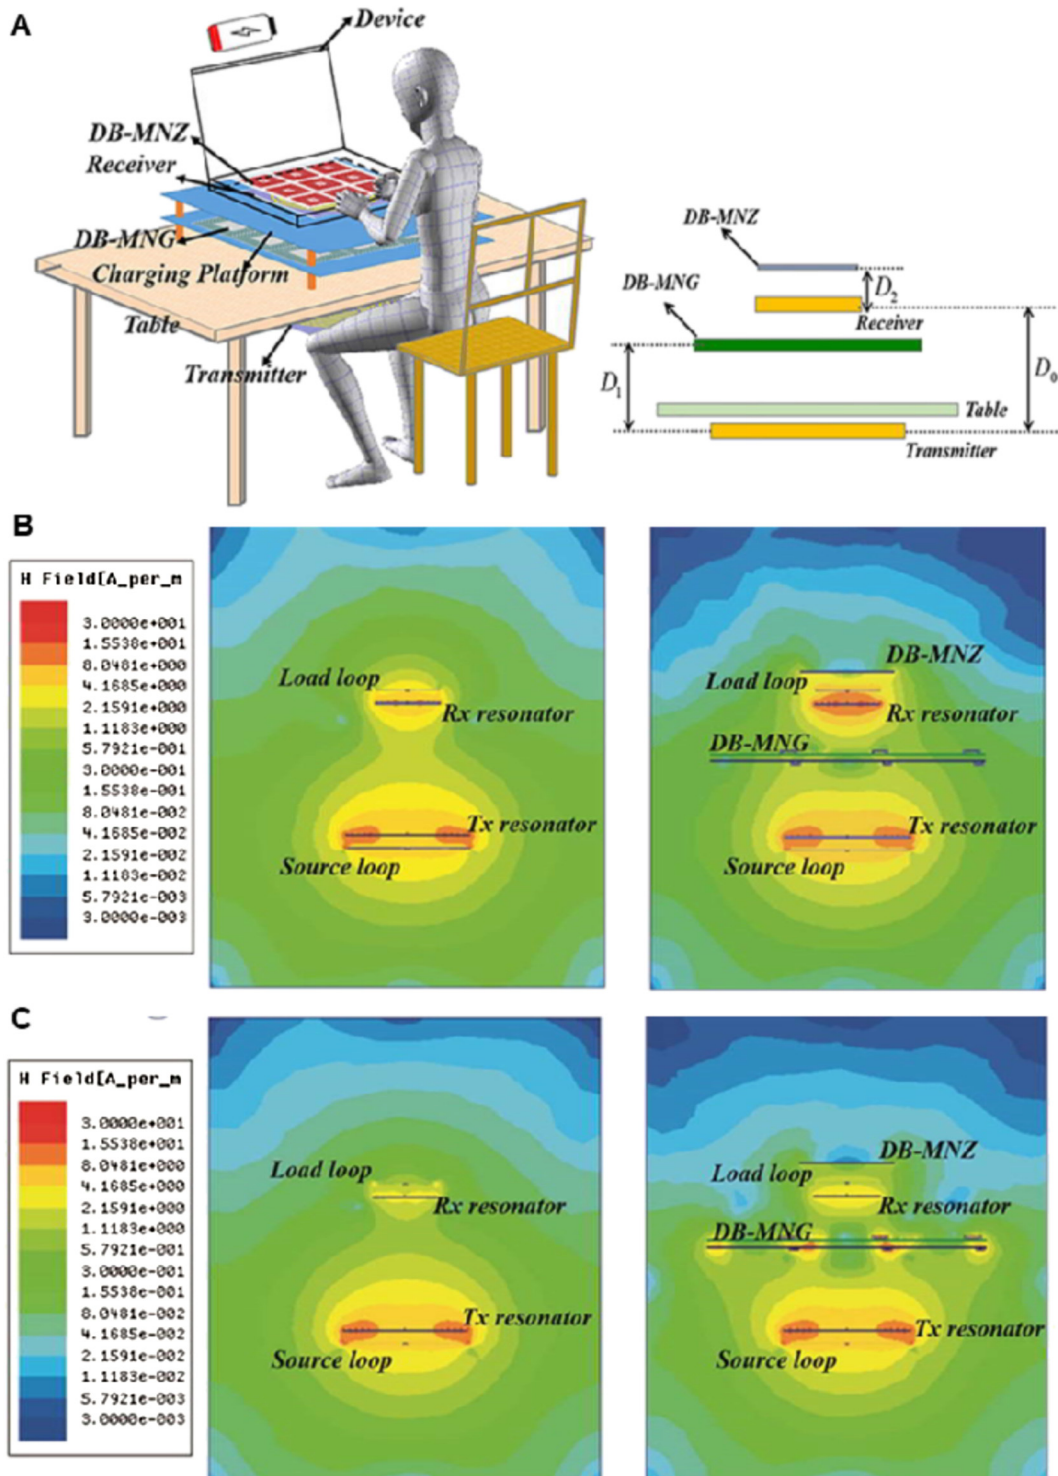 A
Device
DB-MNZ
Receiver
DB-MNG
Charging Platform
Table
Transmitter
DB-MNZ
D2
DB-MNG
Receiver
D1
D0
Table
Transmitter
B
H Field[A_per_m
3.0000e+001
1.5538e+001
8.0481e+000
4.1685e+000
2.1591e+000
1.1183e+000
5.7921e-001
3.0000e-001
1.5538e-001
8.0481e-002
4.1685e-002
2.1591e-002
1.1183e-002
5.7921e-003
3.0000e-003
Load loop
Rx resonator
Tx resonator
Source loop
DB-MNZ
Load loop
Rx resonator
DB-MNG
Tx resonator
Source loop
C
H Field[A_per_m
3.0000e+001
1.5538e+001
8.0481e+000
4.1685e+000
2.1591e+000
1.1183e+000
5.7921e-001
3.0000e-001
1.5538e-001
8.0481e-002
4.1685e-002
2.1591e-002
1.1183e-002
5.7921e-003
3.0000e-003
Load loop
Rx resonator
Tx resonator
Source loop
DB-MNZ
Load loop
Rx resonator
DB-MNG
Tx resonator
Source loop